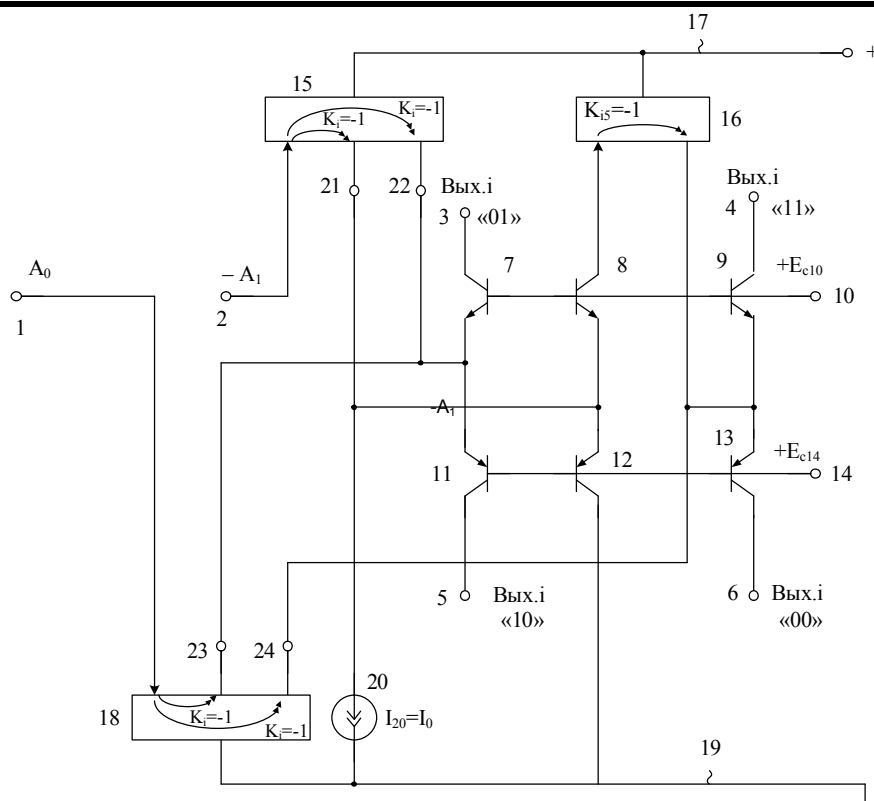 17
+
15
16
K_i=-1
K_i=-1
K_i5=-1
21
22
Вых.i
3 «01»
Вых.i
4 «11»
A_0
1
– A_1
2
7
8
9
+E_c10
10
-A_1
11
12
13
+E_c14
14
5 Вых.i
«10»
6 Вых.i
«00»
23
24
20
18
K_i=-1
K_i=-1
I_20=I_0
19